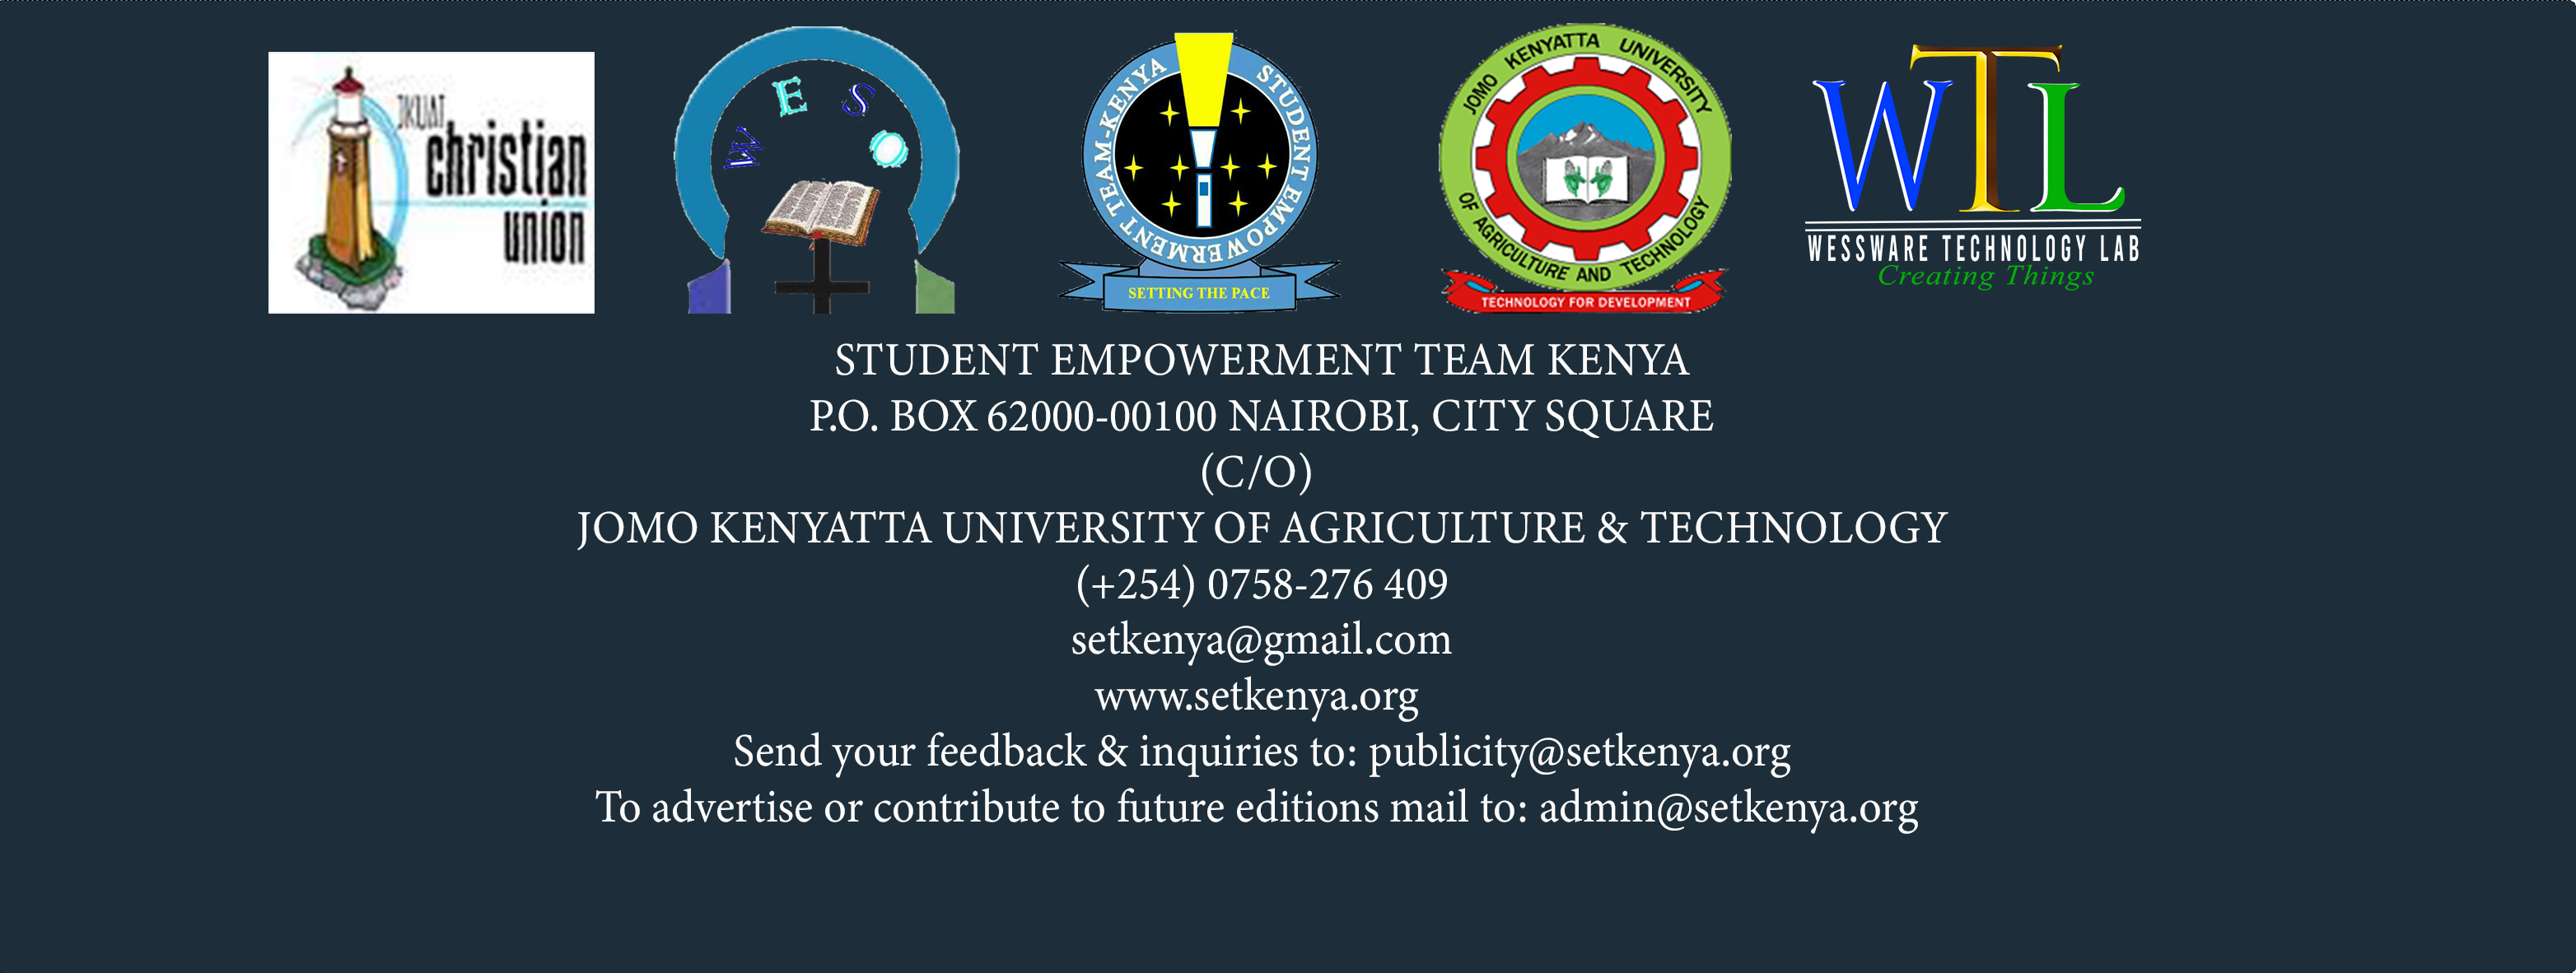 JKUAT
christian
union
W E S O
STUDENT EMPOWERMENT TEAM-KENYA
SETTING THE PACE
JOMO KENYATTA UNIVERSITY
OF AGRICULTURE AND TECHNOLOGY
TECHNOLOGY FOR DEVELOPMENT
WTL
WESSWARE TECHNOLOGY LAB
Creating Things
STUDENT EMPOWERMENT TEAM KENYA
P.O. BOX 62000-00100 NAIROBI, CITY SQUARE
(C/O)
JOMO KENYATTA UNIVERSITY OF AGRICULTURE & TECHNOLOGY
(+254) 0758-276 409
setkenya@gmail.com
www.setkenya.org
Send your feedback & inquiries to: publicity@setkenya.org
To advertise or contribute to future editions mail to: admin@setkenya.org